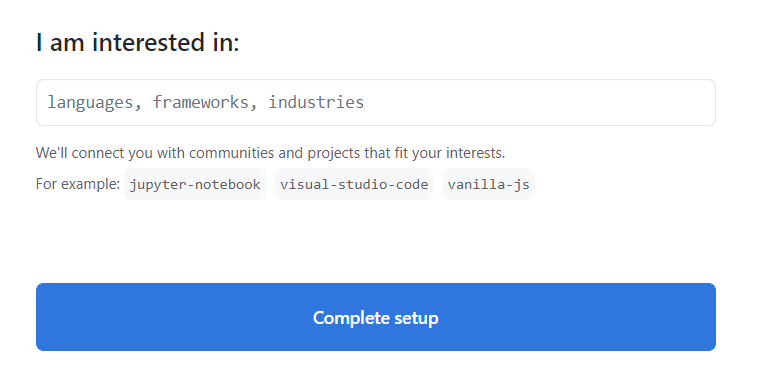 I am interested in:
languages, frameworks, industries
We'll connect you with communities and projects that fit your interests.
For example: jupyter-notebook visual-studio-code vanilla-js
Complete setup